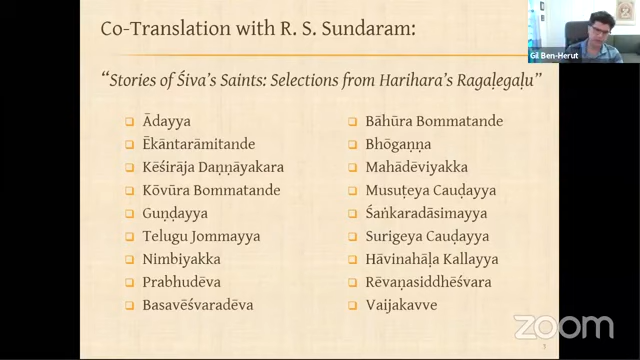 Co-Translation with R. S. Sundaram:
“Stories of Śiva’s Saints: Selections from Harihara’s Ragaḷegaḷu”
Ādayya
Ēkāntarāmitande
Kēśirāja Daṇṇāyakara
Kōvūra Bommatande
Guṇḍayya
Telugu Jommayya
Nimbiyakka
Prabhudēva
Basavēśvaradēva
Bāhūra Bommatande
Bhōgaṇṇa
Mahādēviyakka
Musuṭeya Cauḍayya
Śaṅkaradāsimayya
Surigeya Cauḍayya
Hāvinahāḷa Kallayya
Rēvaṇasiddhēśvara
Vaijakavve
Gil Ben-Herut
zoom
1